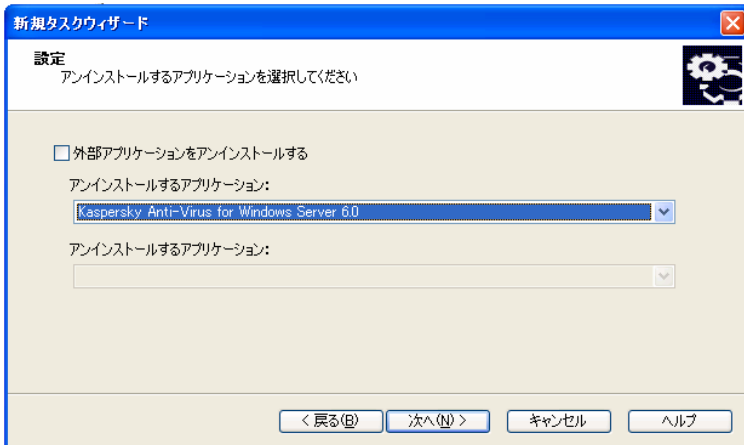 新規タスクウィザード
設定
アンインストールするアプリケーションを選択してください
外部アプリケーションをアンインストールする
アンインストールするアプリケーション:
Kaspersky Anti-Virus for Windows Server 6.0
アンインストールするアプリケーション:
< 戻る(B) 次へ(N) > キャンセル ヘルプ